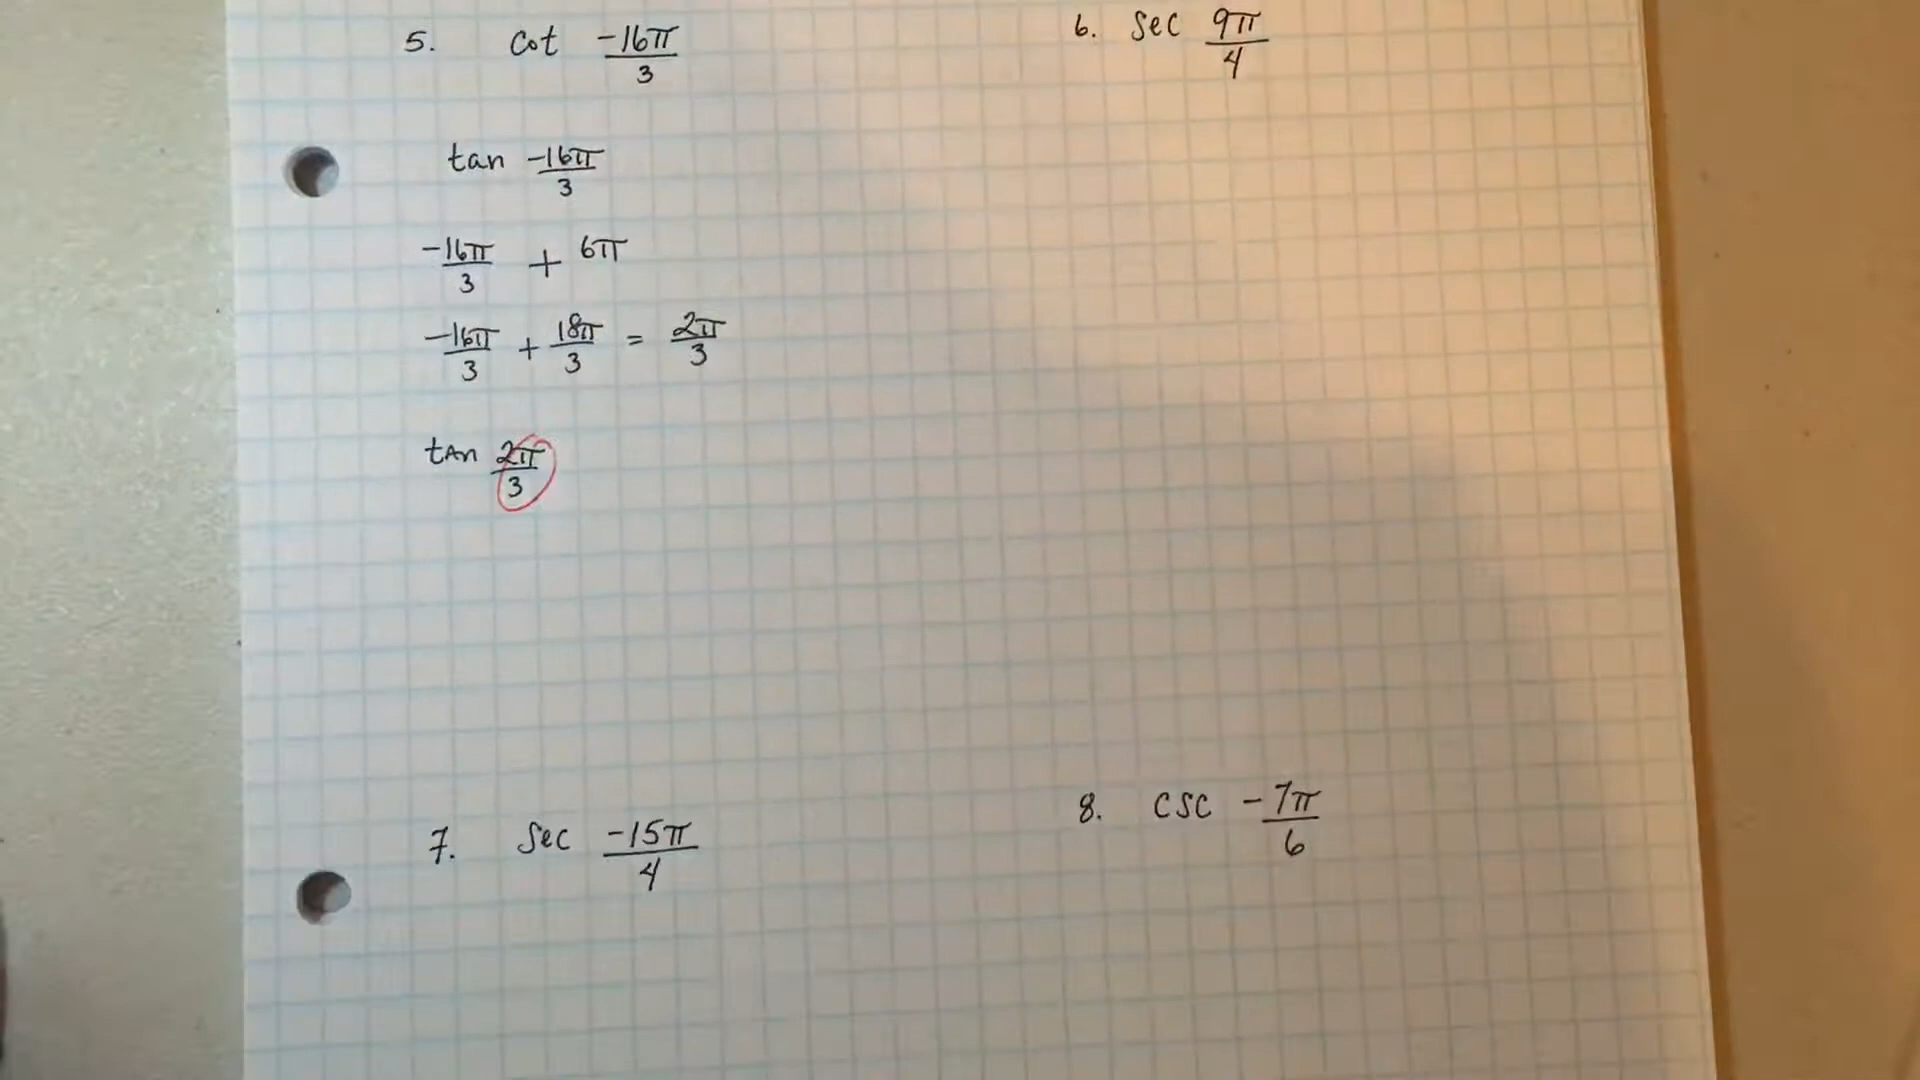 5. cot -16π/3
6. sec 9π/4
tan -16π/3
-16π/3 + 6π
-16π/3 + 18π/3 = 2π/3
tAn 2π/3
7. sec -15π/4
8. csc -7π/6